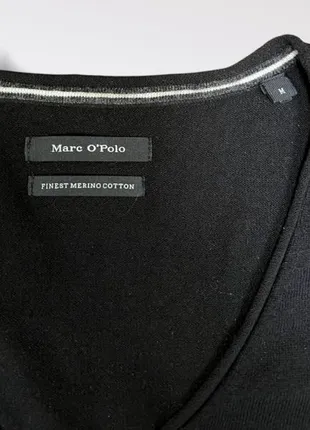 M
Marc O'Polo
FINEST MERINO COTTON